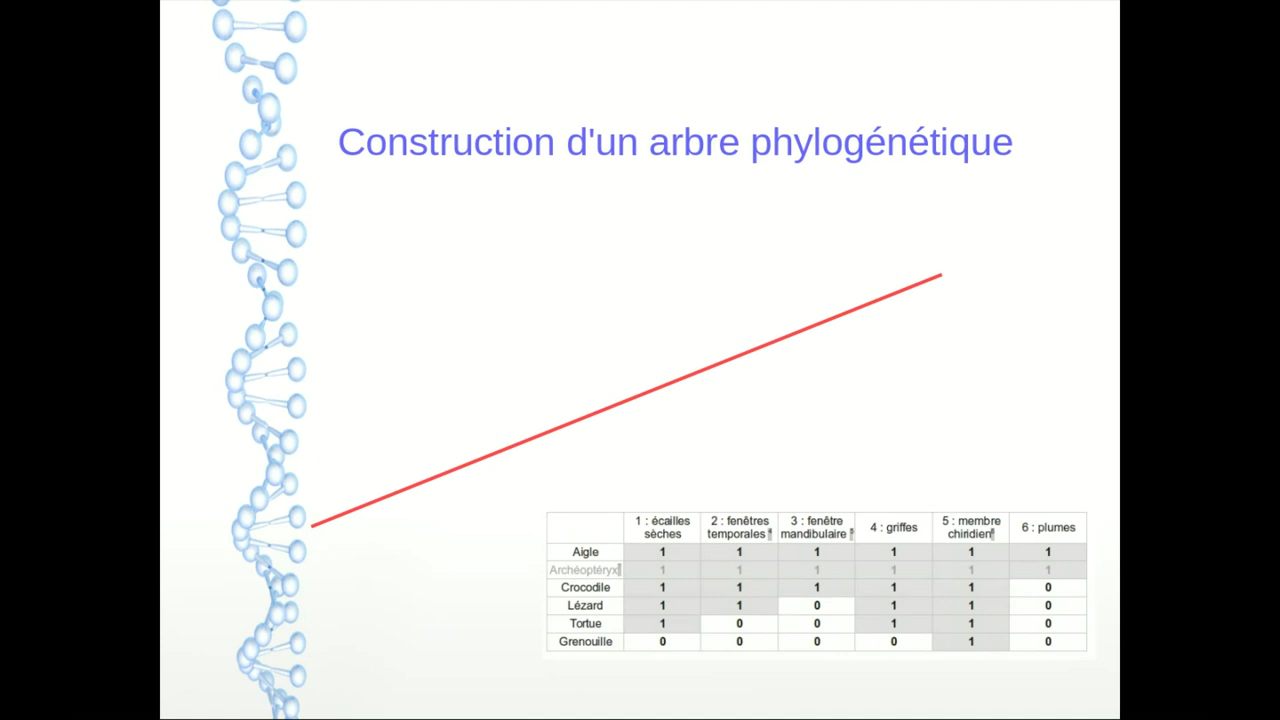 Construction d'un arbre phylogénétique
1 : écailles sèches 2 : fenêtres temporales 3 : fenêtre mandibulaire 4 : griffes 5 : membre chiridien 6 : plumes
Aigle 1 1 1 1 1 1
Archéoptéryx 1 1 1 1 1 1
Crocodile 1 1 1 1 1 0
Lézard 1 1 0 1 1 0
Tortue 1 0 0 1 1 0
Grenouille 0 0 0 0 1 0